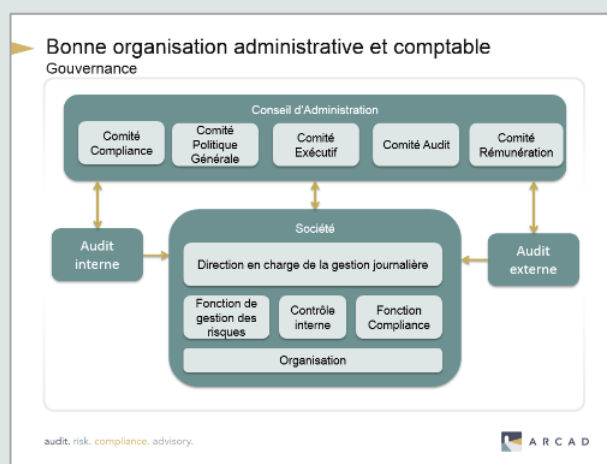 Bonne organisation administrative et comptable
Gouvernance
Conseil d'Administration
Comité
Compliance
Comité
Politique
Générale
Comité
Exécutif
Comité Audit
Comité
Rémunération
Audit
interne
Société
Direction en charge de la gestion journalière
Fonction de
gestion des
risques
Contrôle
interne
Fonction
Compliance
Organisation
Audit
externe
audit. risk. compliance. advisory.
ARCAD